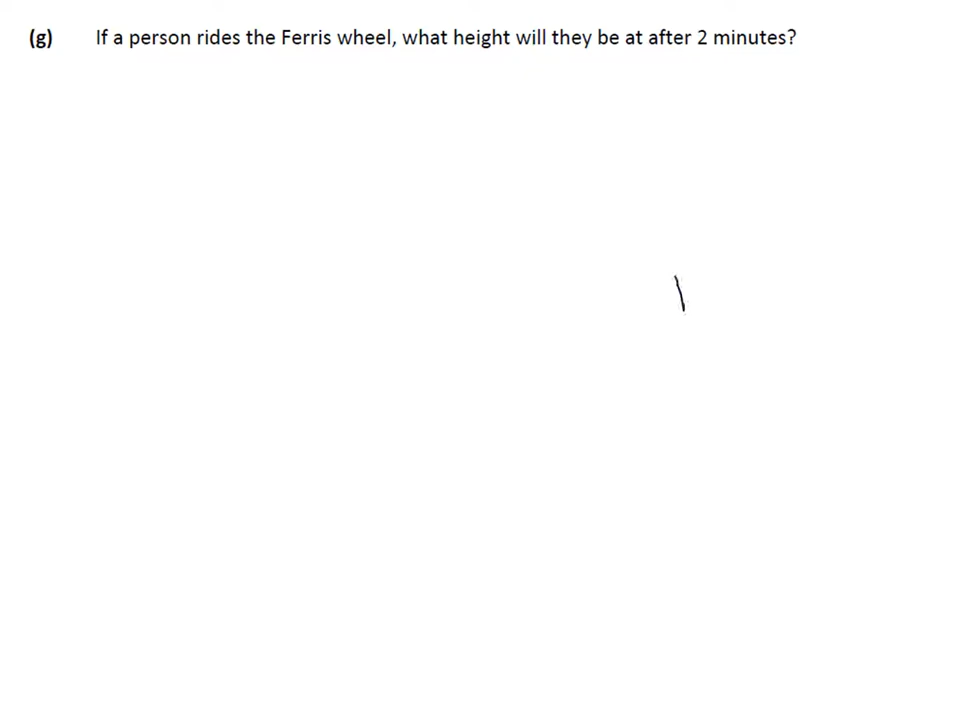 (g) If a person rides the Ferris wheel, what height will they be at after 2 minutes?